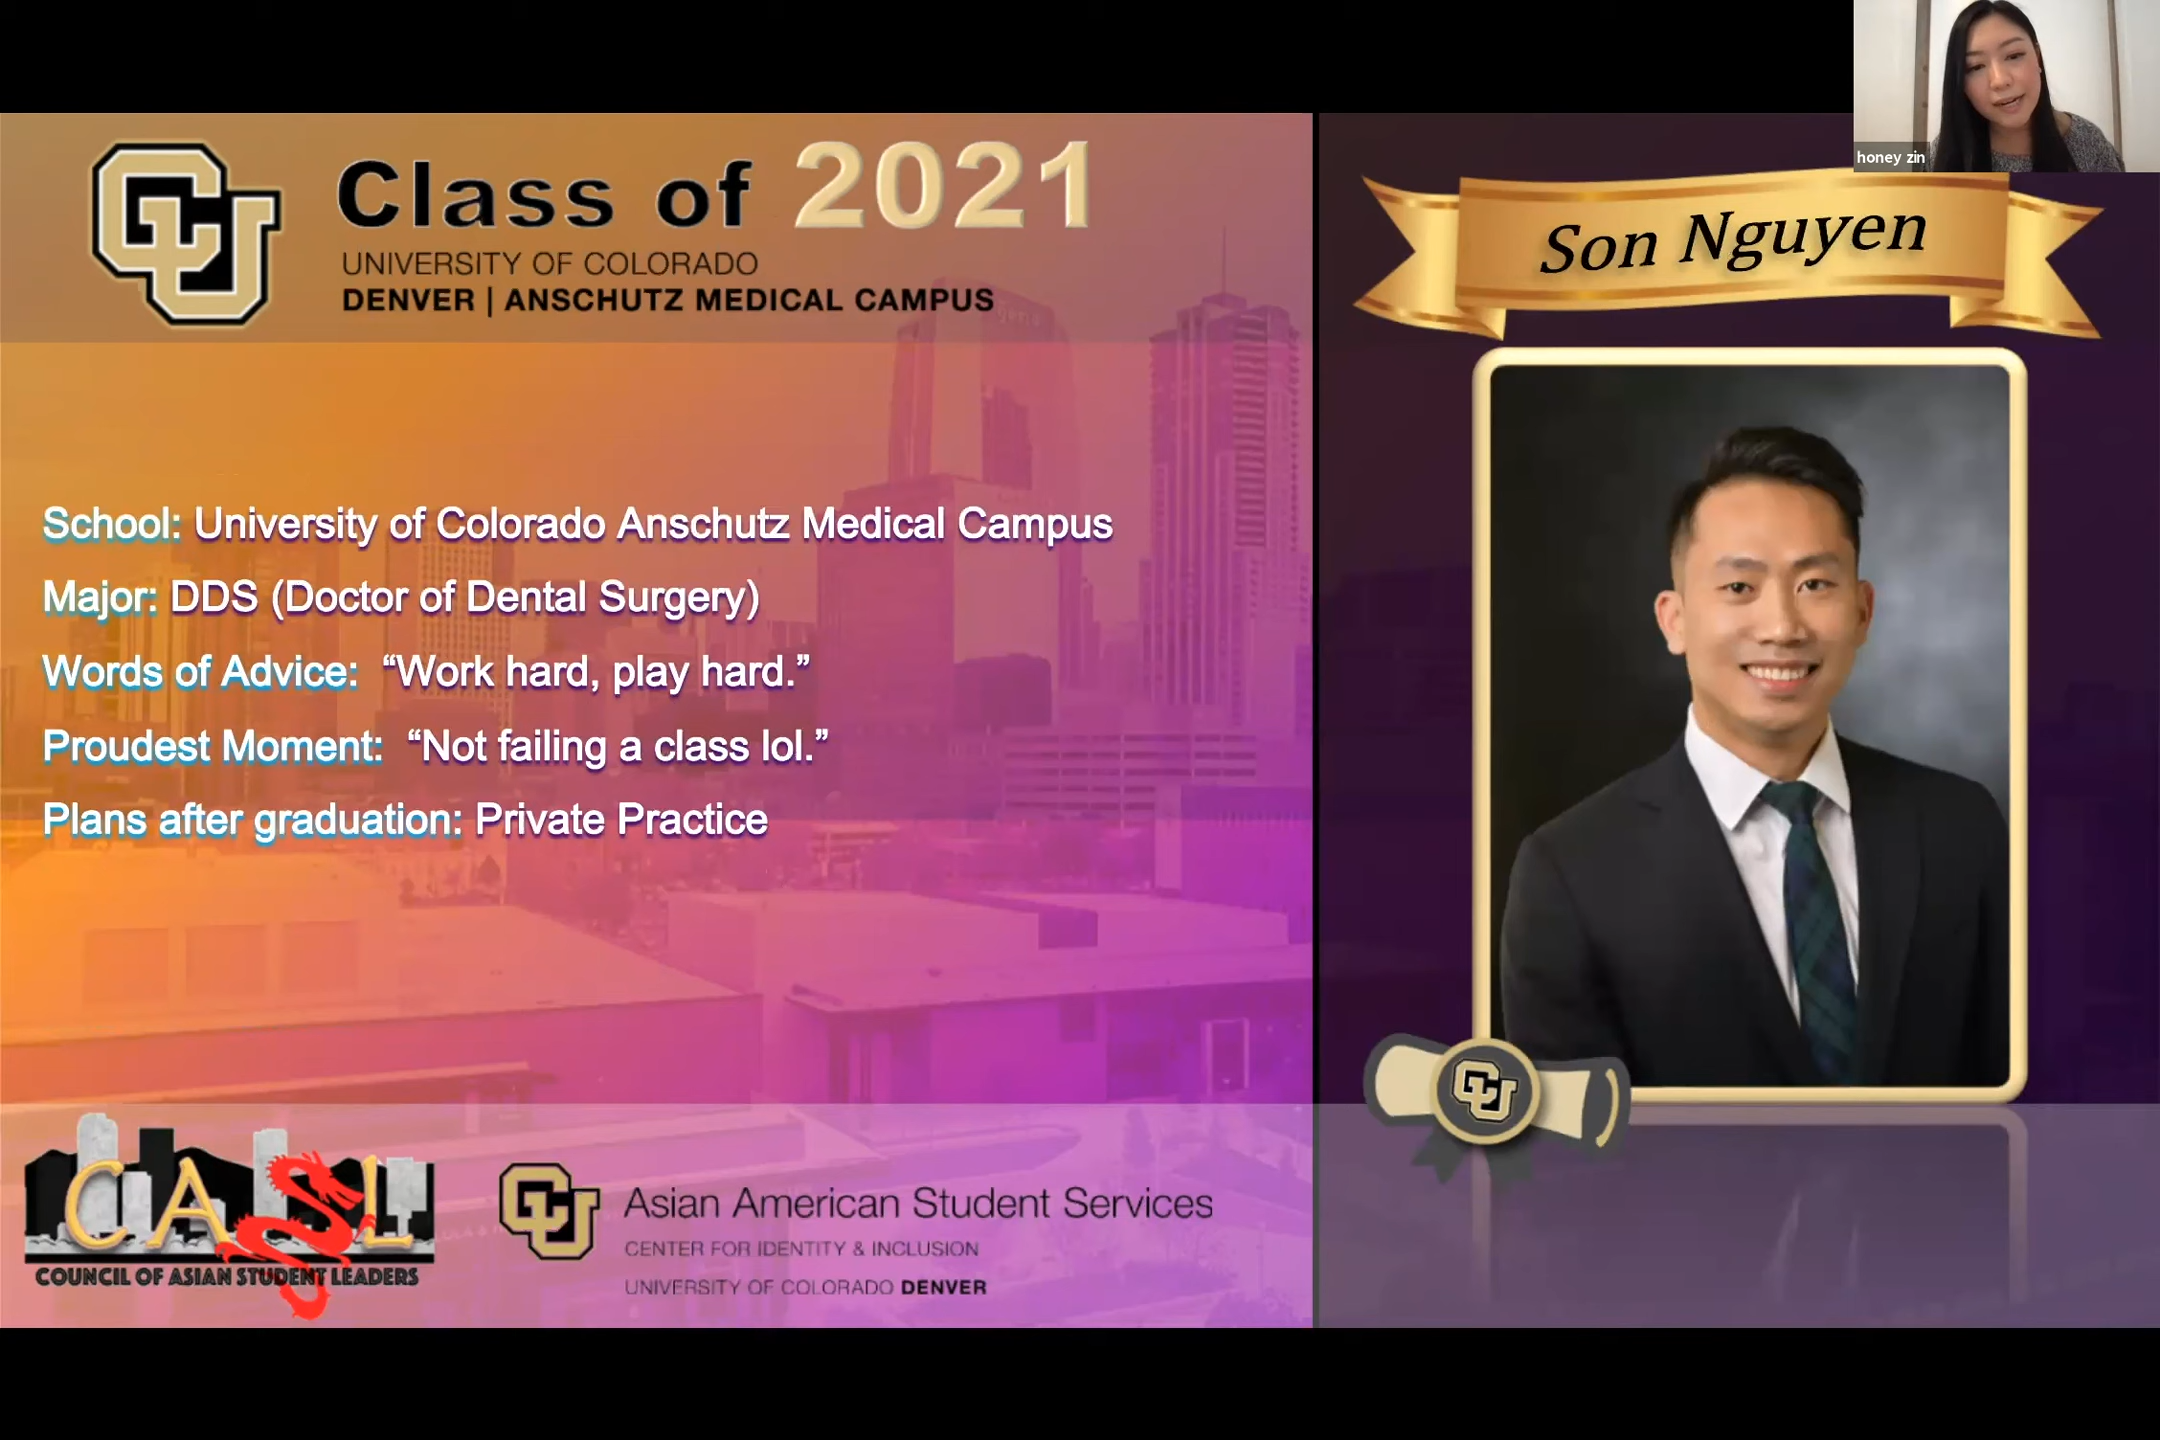 honey zin
CU Class of 2021
UNIVERSITY OF COLORADO
DENVER | ANSCHUTZ MEDICAL CAMPUS
Son Nguyen
School: University of Colorado Anschutz Medical Campus
Major: DDS (Doctor of Dental Surgery)
Words of Advice: “Work hard, play hard.”
Proudest Moment: “Not failing a class lol.”
Plans after graduation: Private Practice
CU
CASL
COUNCIL OF ASIAN STUDENT LEADERS
CU Asian American Student Services
CENTER FOR IDENTITY & INCLUSION
UNIVERSITY OF COLORADO DENVER